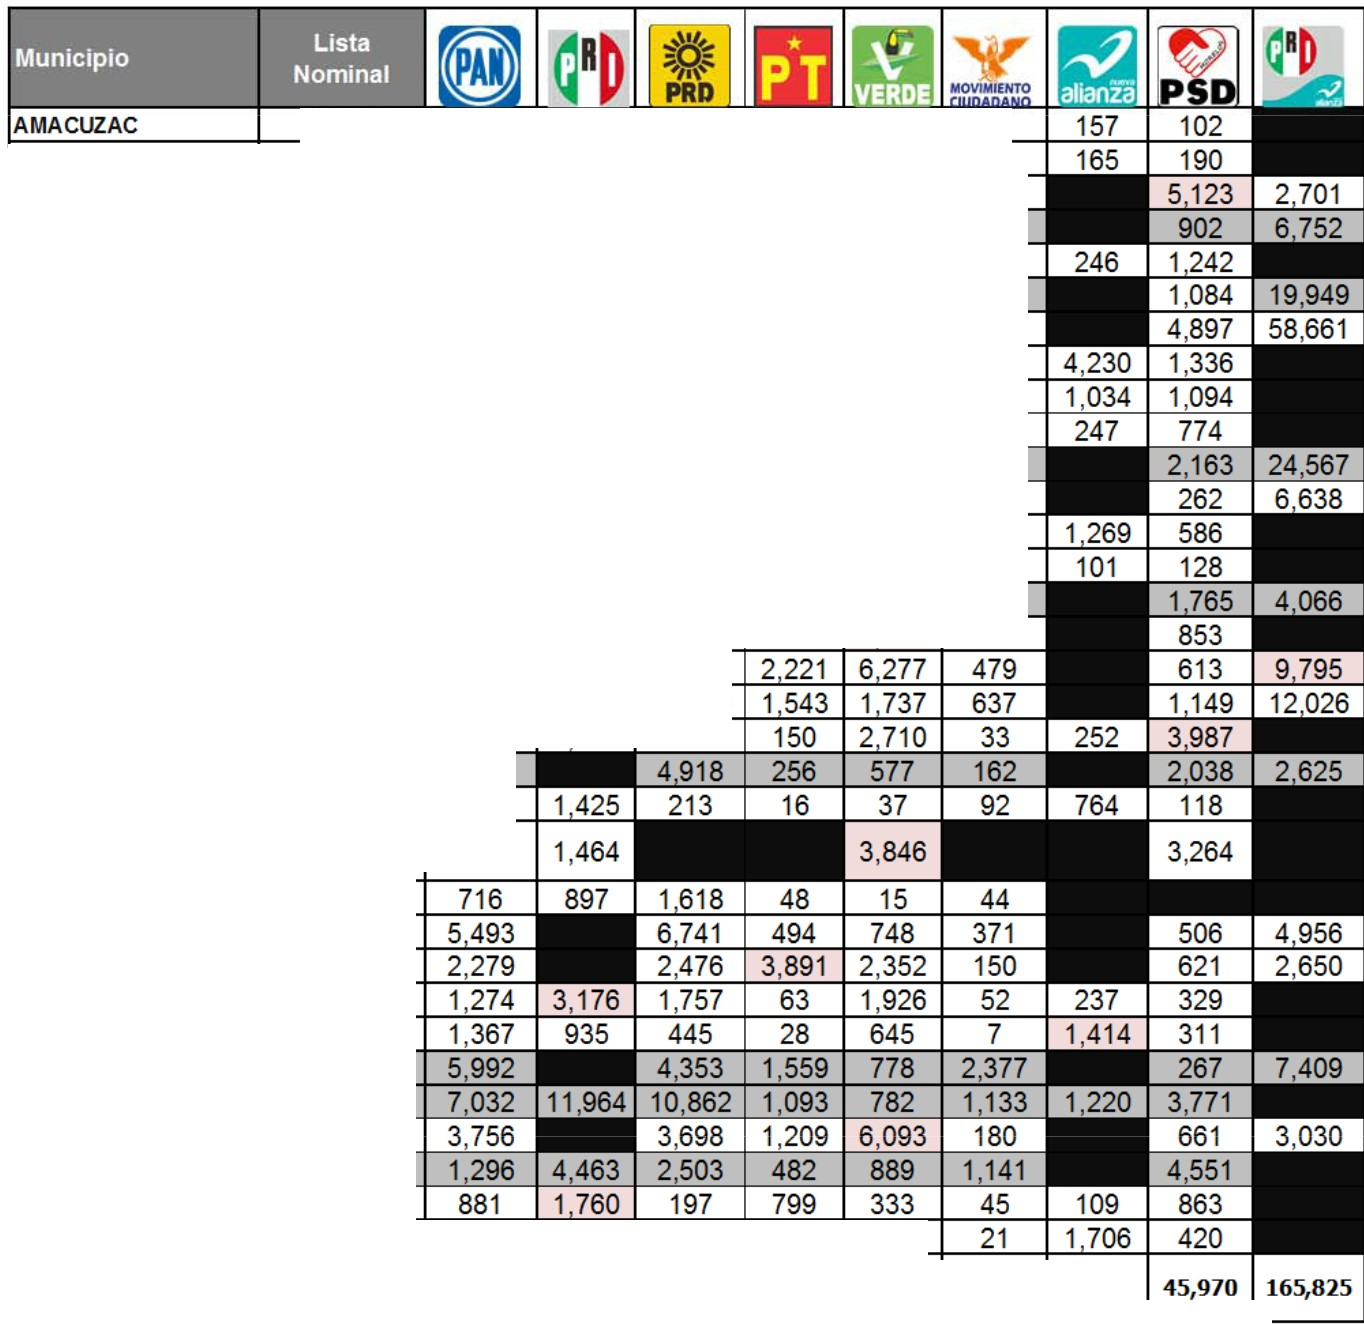 Municipio Lista Nominal PAN PRI PRD PT VERDE MOVIMIENTO CIUDADANO nueva alianza MORELOS PSD PRI nueva alianza
AMACUZAC 157 102
165 190
5,123 2,701
902 6,752
246 1,242
1,084 19,949
4,897 58,661
4,230 1,336
1,034 1,094
247 774
2,163 24,567
262 6,638
1,269 586
101 128
1,765 4,066
853
2,221 6,277 479 613 9,795
1,543 1,737 637 1,149 12,026
150 2,710 33 252 3,987
4,918 256 577 162 2,038 2,625
1,425 213 16 37 92 764 118
1,464 3,846 3,264
716 897 1,618 48 15 44
5,493 6,741 494 748 371 506 4,956
2,279 2,476 3,891 2,352 150 621 2,650
1,274 3,176 1,757 63 1,926 52 237 329
1,367 935 445 28 645 7 1,414 311
5,992 4,353 1,559 778 2,377 267 7,409
7,032 11,964 10,862 1,093 782 1,133 1,220 3,771
3,756 3,698 1,209 6,093 180 661 3,030
1,296 4,463 2,503 482 889 1,141 4,551
881 1,760 197 799 333 45 109 863
21 1,706 420
45,970 165,825